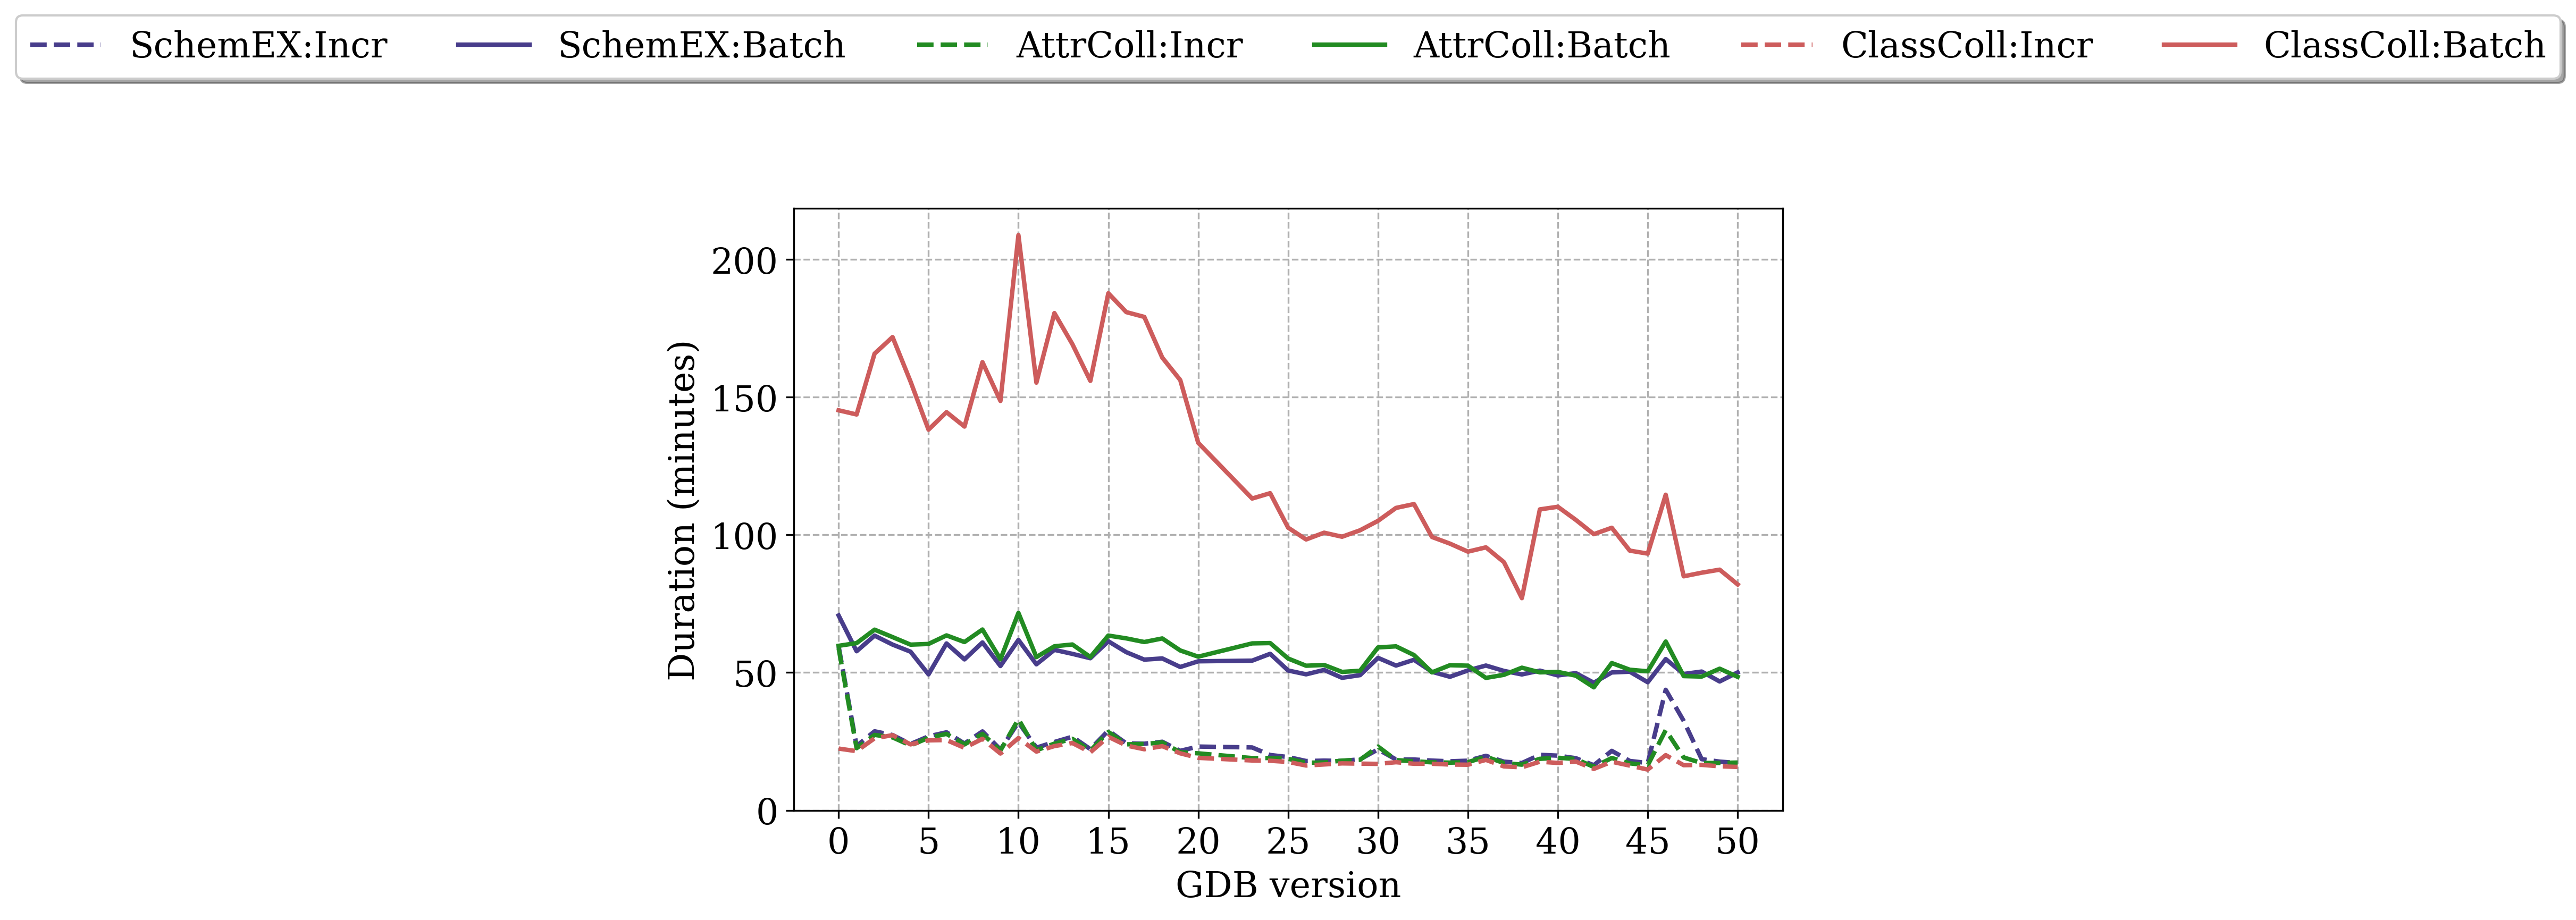 SchemEX:Incr SchemEX:Batch AttrColl:Incr AttrColl:Batch ClassColl:Incr ClassColl:Batch
Duration (minutes)
200
150
100
50
0
0 5 10 15 20 25 30 35 40 45 50
GDB version